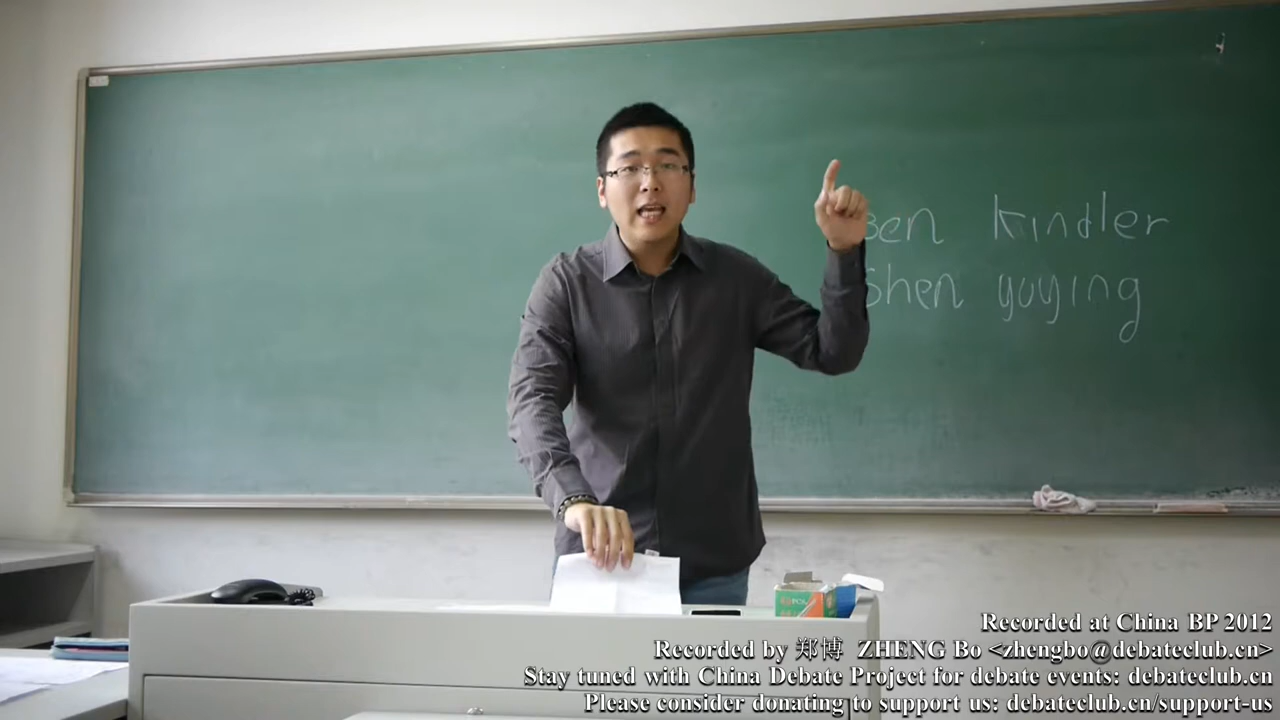 Ben Kindler
Shen yuying
Recorded at China BP 2012
Recorded by 郑博 ZHENG Bo <zhengbo@debateclub.cn>
Stay tuned with China Debate Project for debate events: debateclub.cn
Please consider donating to support us: debateclub.cn/support-us